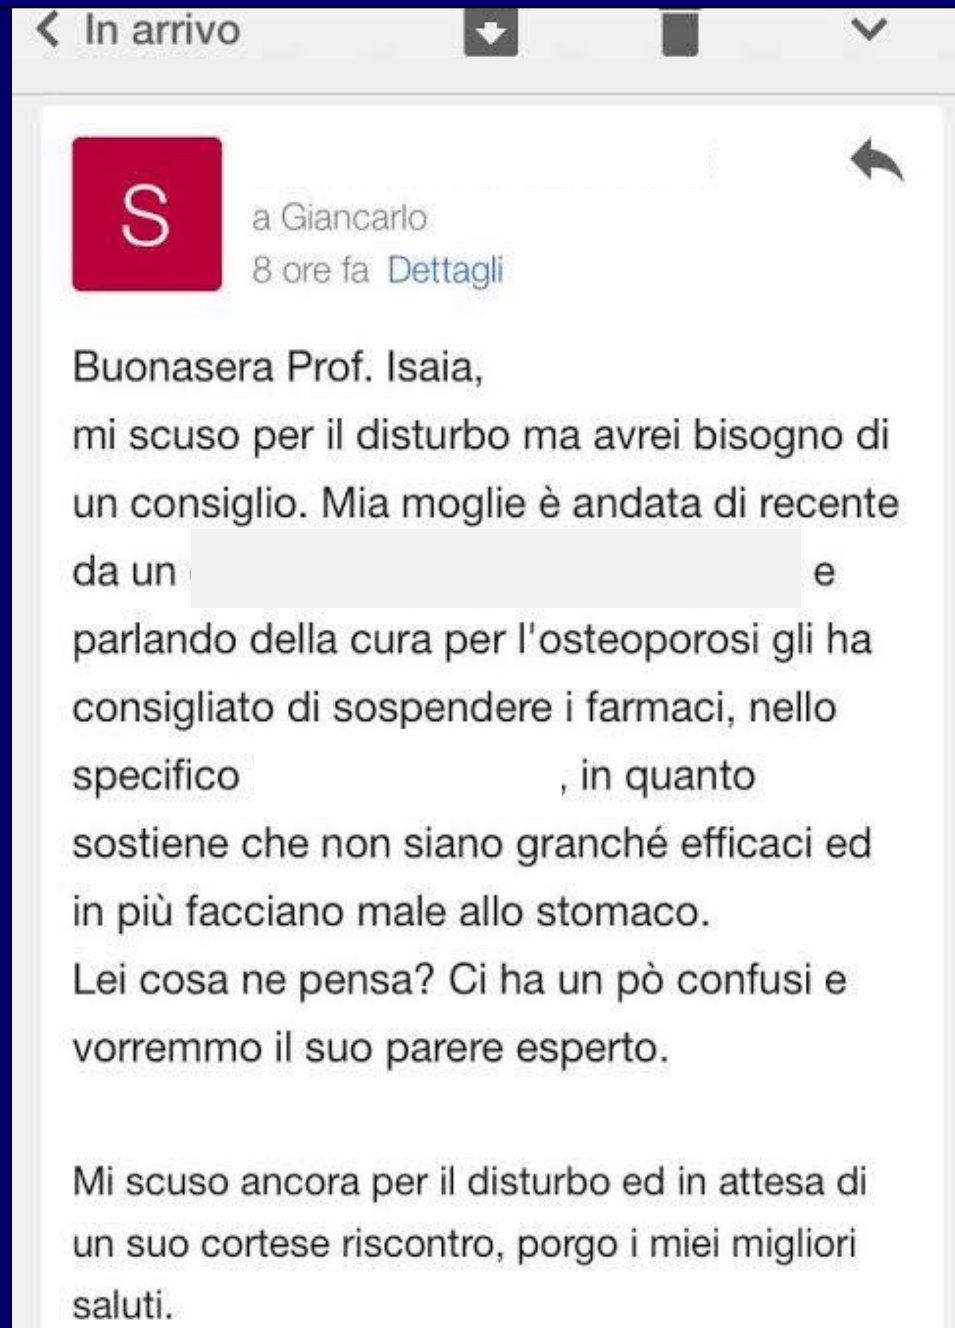 In arrivo
S
a Giancarlo
8 ore fa Dettagli
Buonasera Prof. Isaia,
mi scuso per il disturbo ma avrei bisogno di
un consiglio. Mia moglie è andata di recente
da un e
parlando della cura per l'osteoporosi gli ha
consigliato di sospendere i farmaci, nello
specifico , in quanto
sostiene che non siano granché efficaci ed
in più facciano male allo stomaco.
Lei cosa ne pensa? Ci ha un pò confusi e
vorremmo il suo parere esperto.
Mi scuso ancora per il disturbo ed in attesa di
un suo cortese riscontro, porgo i miei migliori
saluti.